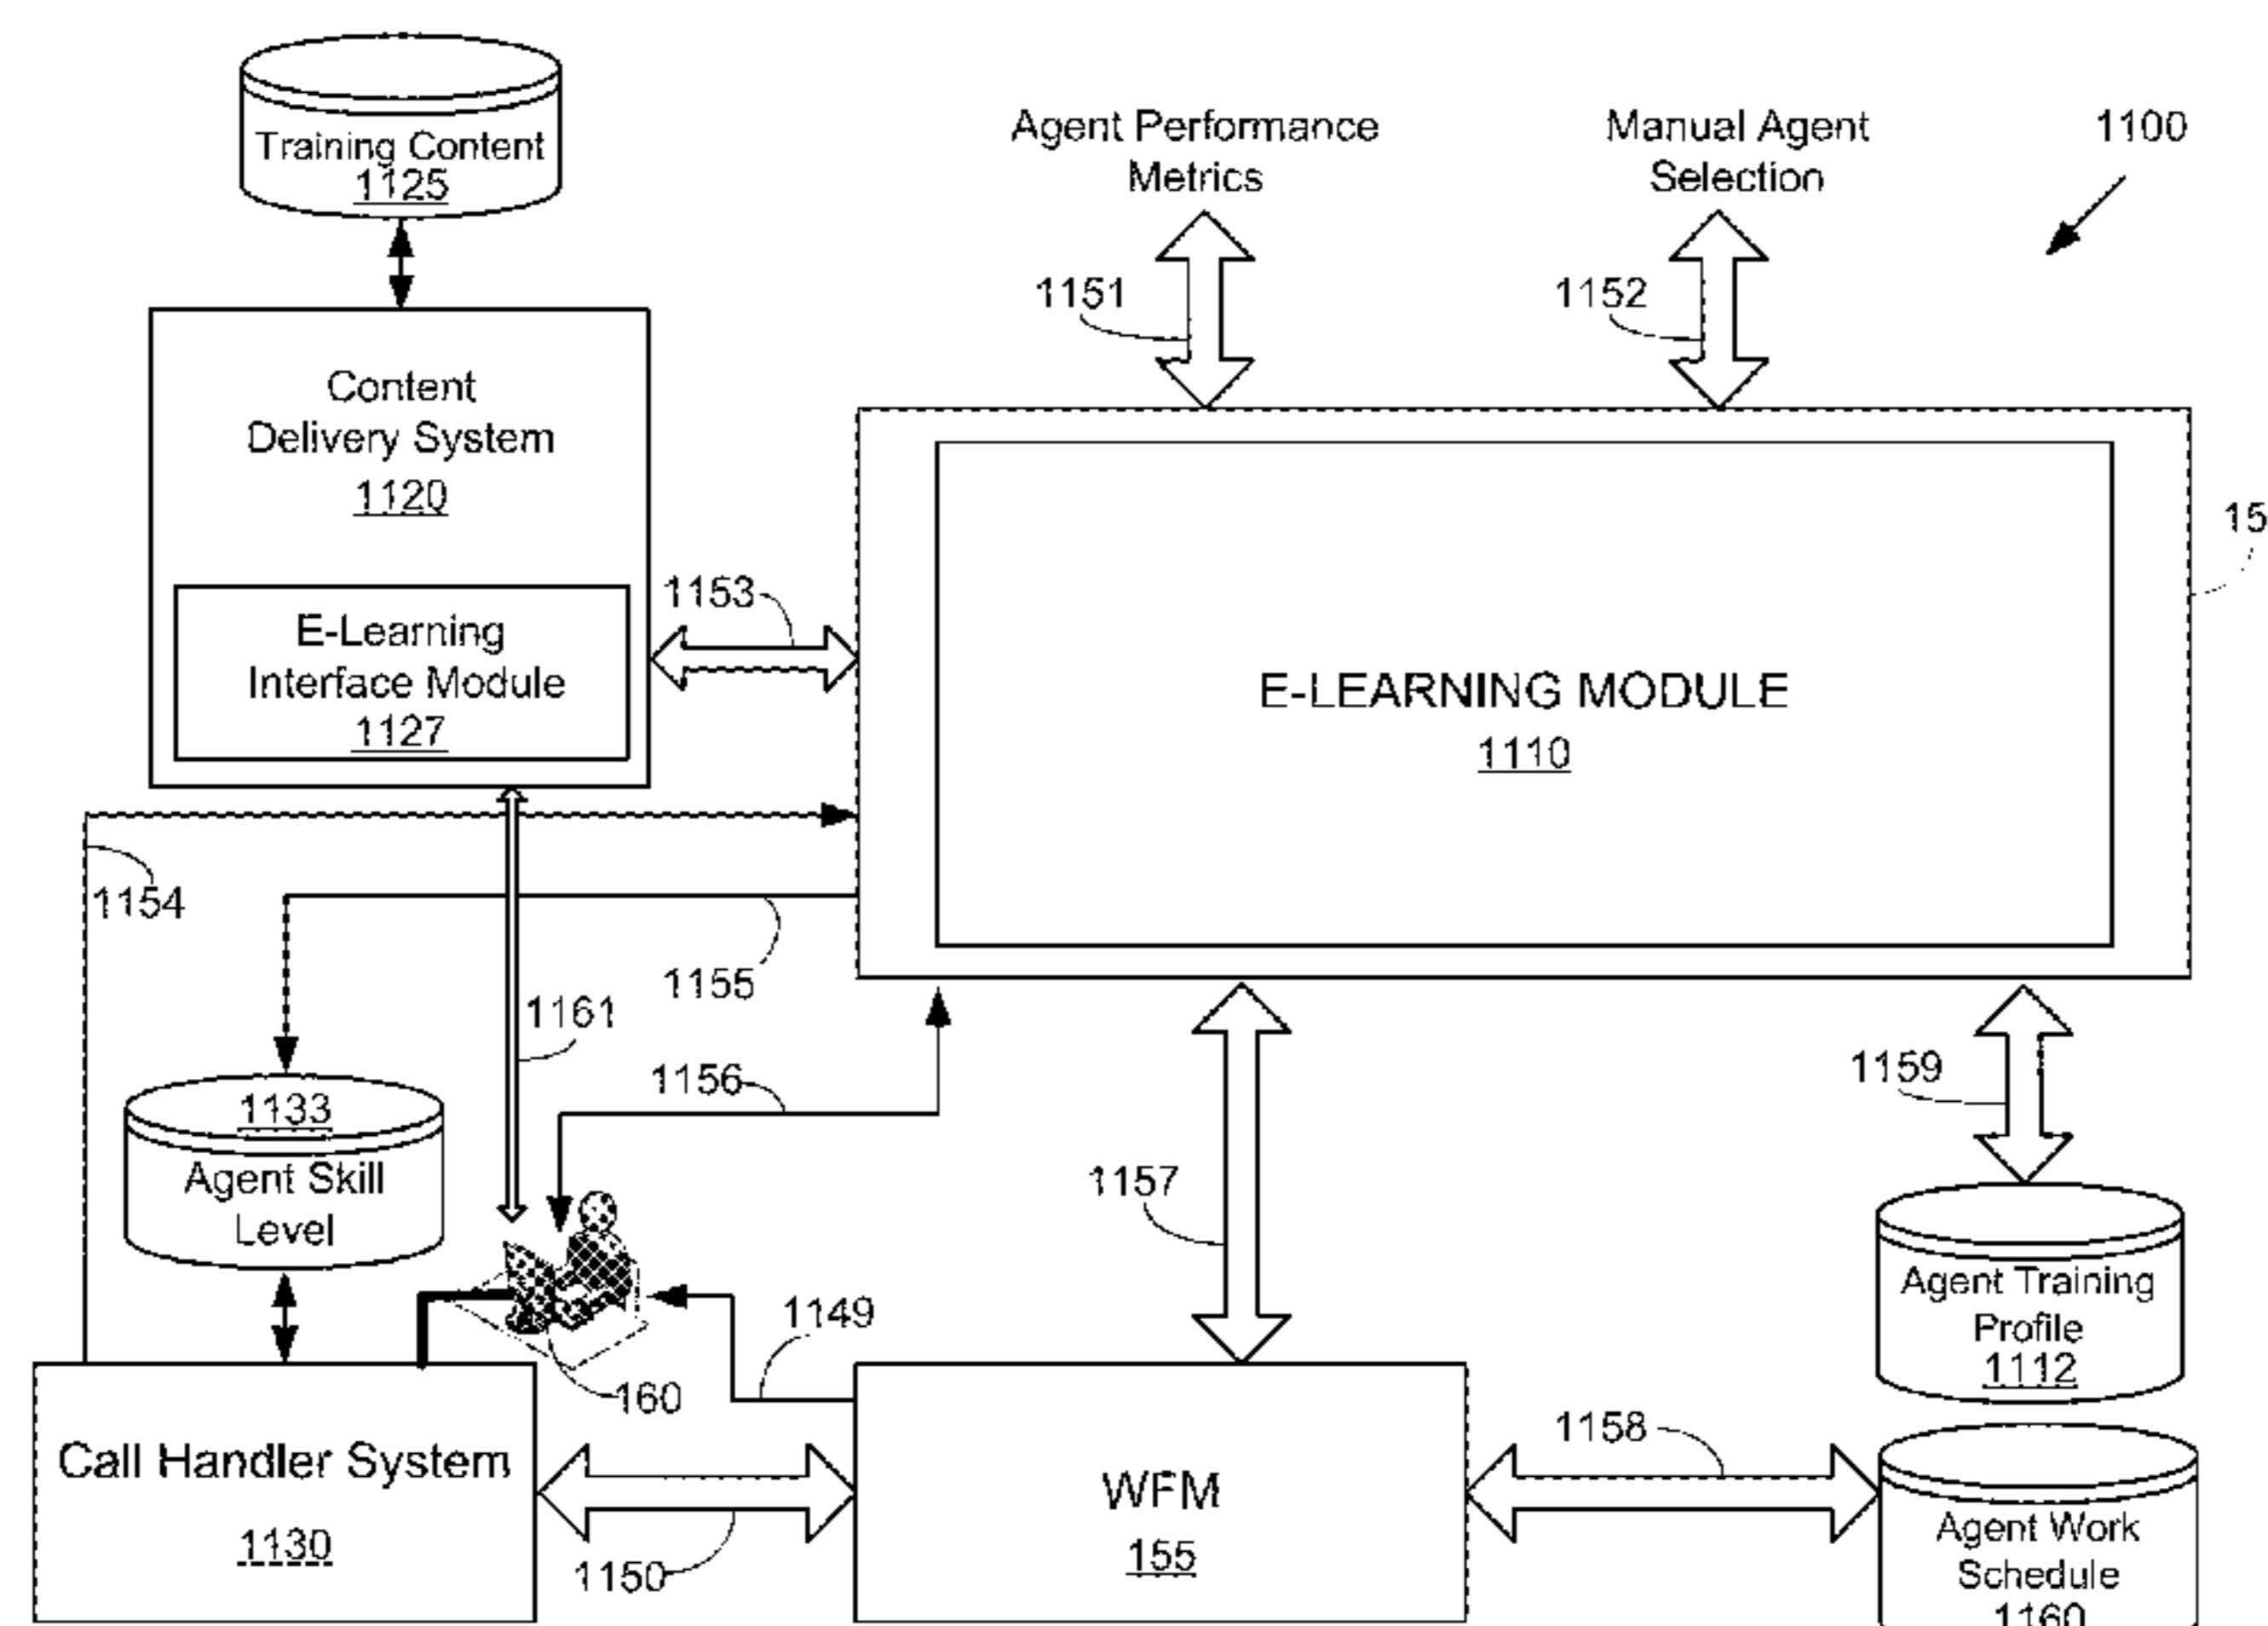 Training Content
1125
Agent Performance
Metrics
Manual Agent
Selection
1100
1151
1152
Content
Delivery System
1120
15
E-Learning
Interface Module
1127
1153
E-LEARNING MODULE
1110
1154
1155
1161
1156
1159
1133
Agent Skill
Level
1157
Agent Training
Profile
1112
1149
160
1158
Call Handler System
1130
1150
WFM
155
Agent Work
Schedule
1160